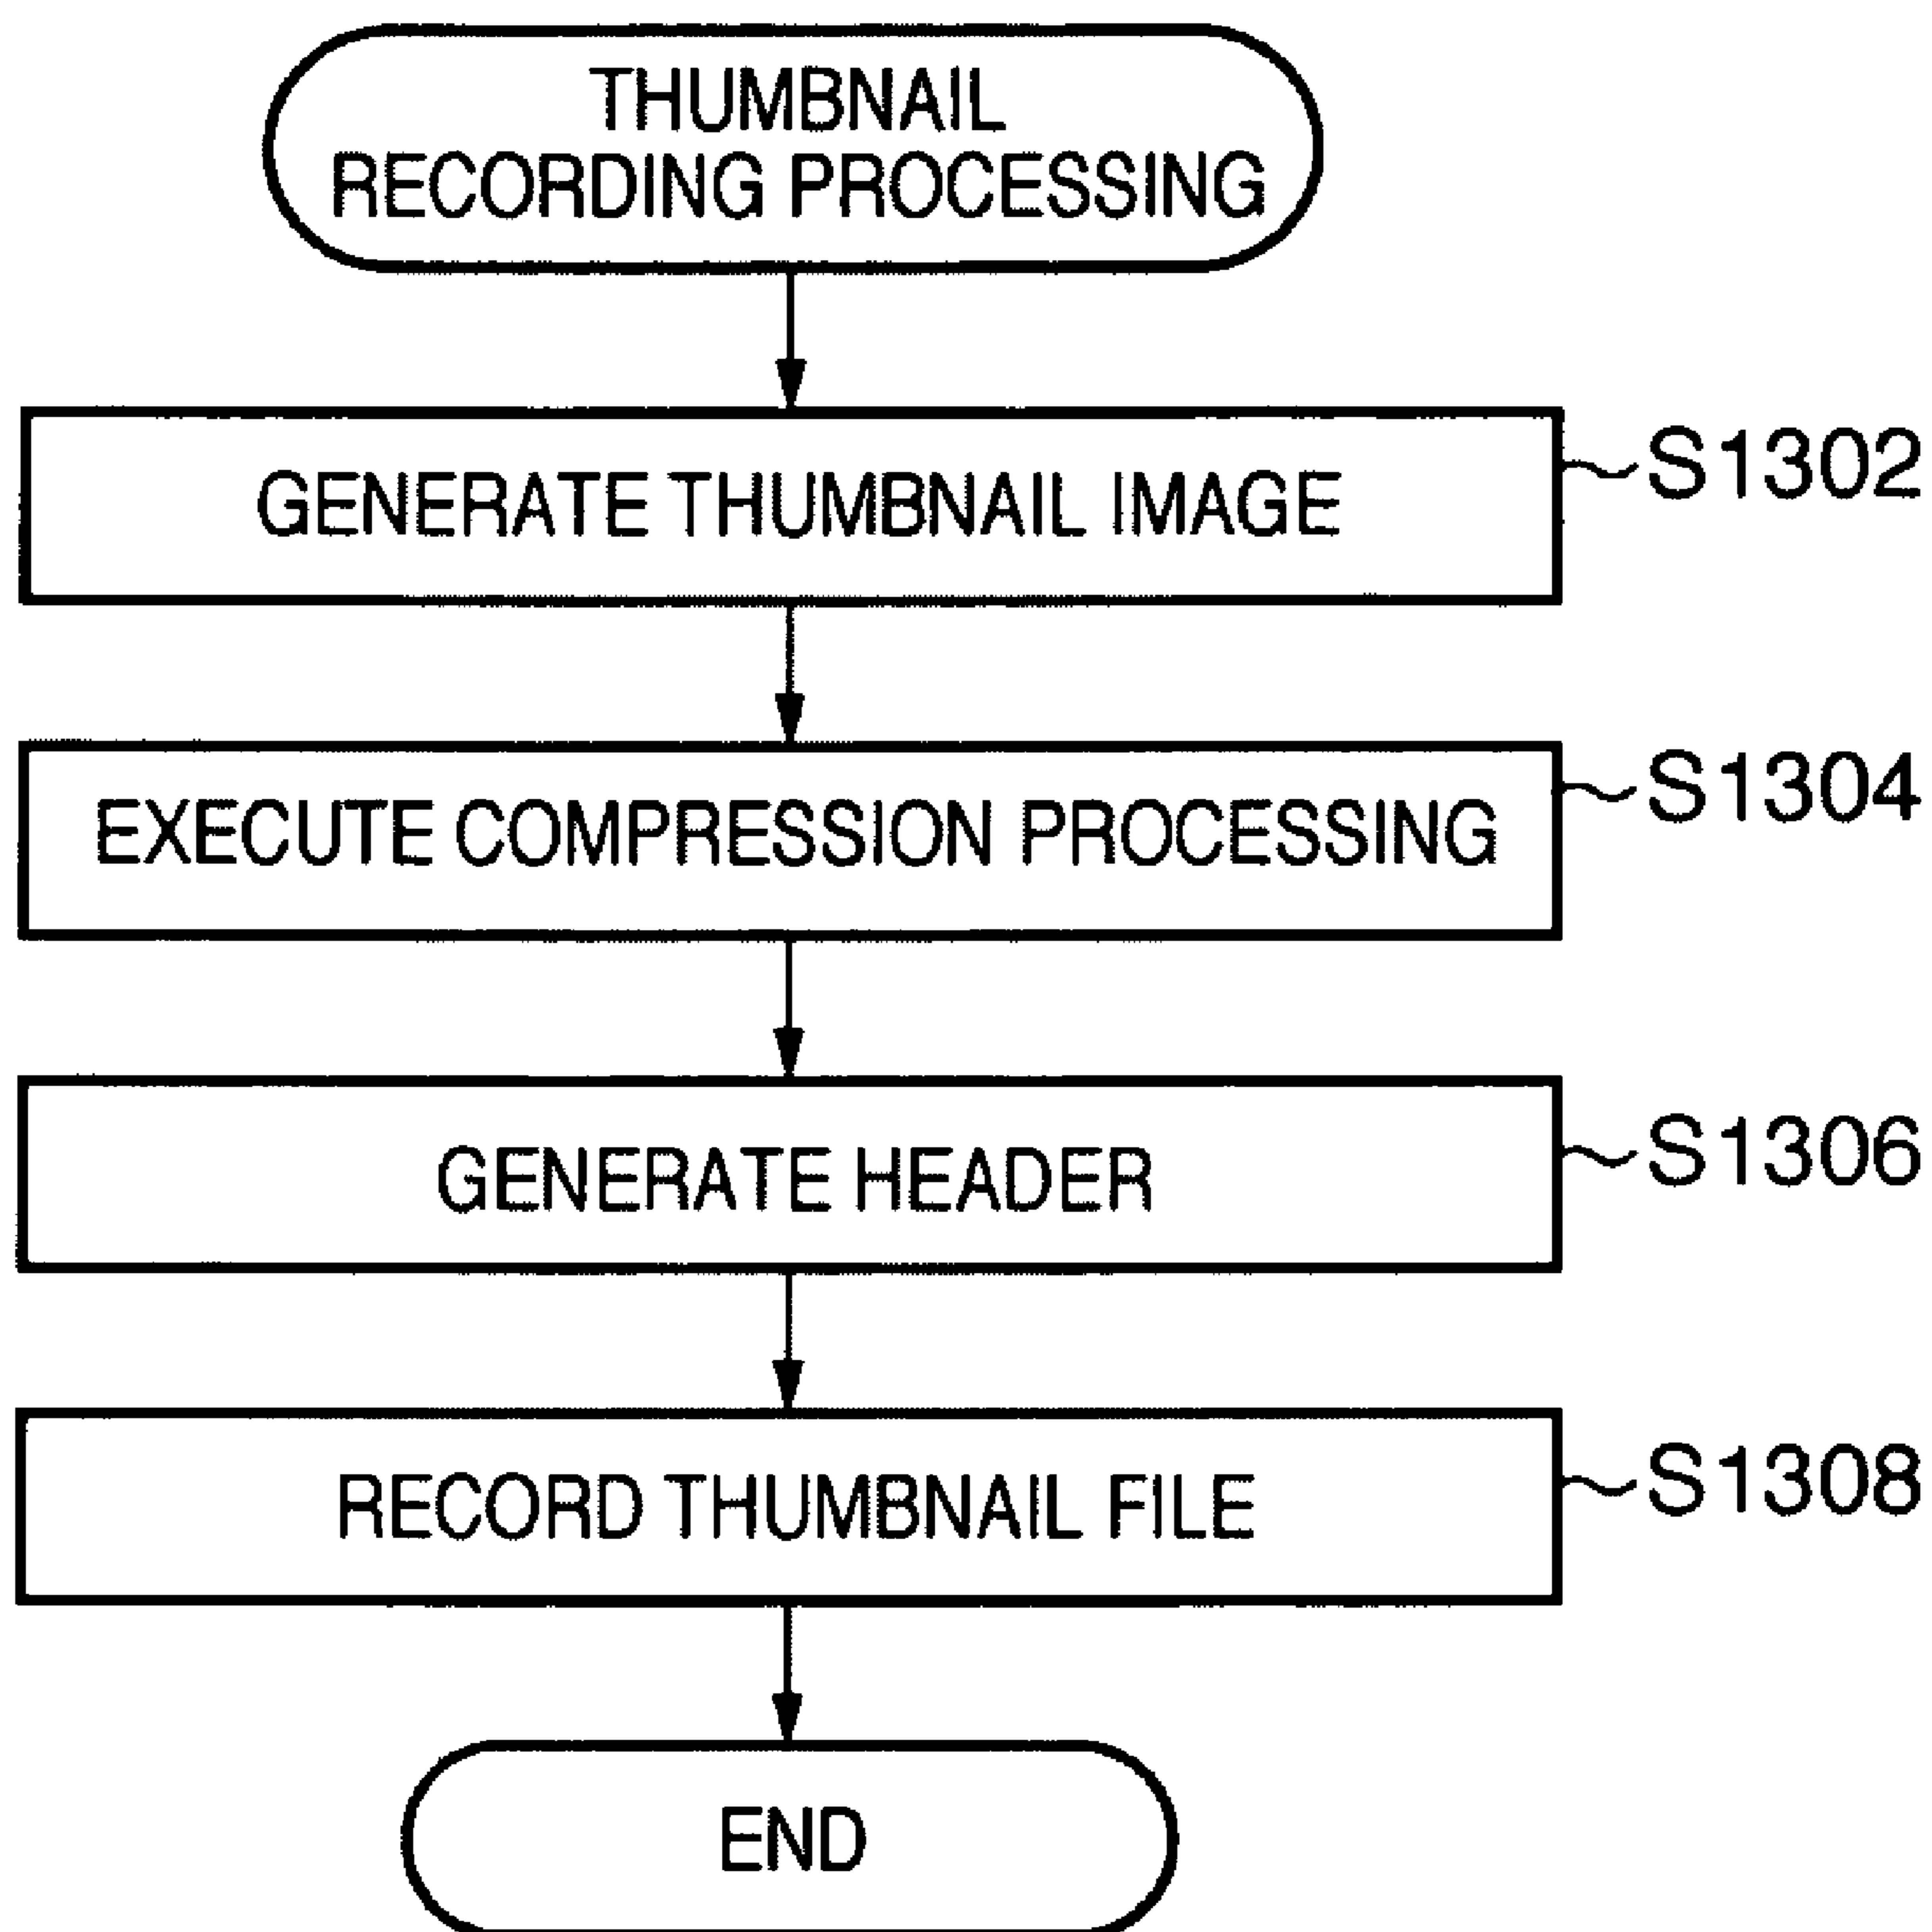 THUMBNAIL
RECORDING PROCESSING
GENERATE THUMBNAIL IMAGE
S1302
EXECUTE COMPRESSION PROCESSING
S1304
GENERATE HEADER
S1306
RECORD THUMBNAIL FILE
S1308
END